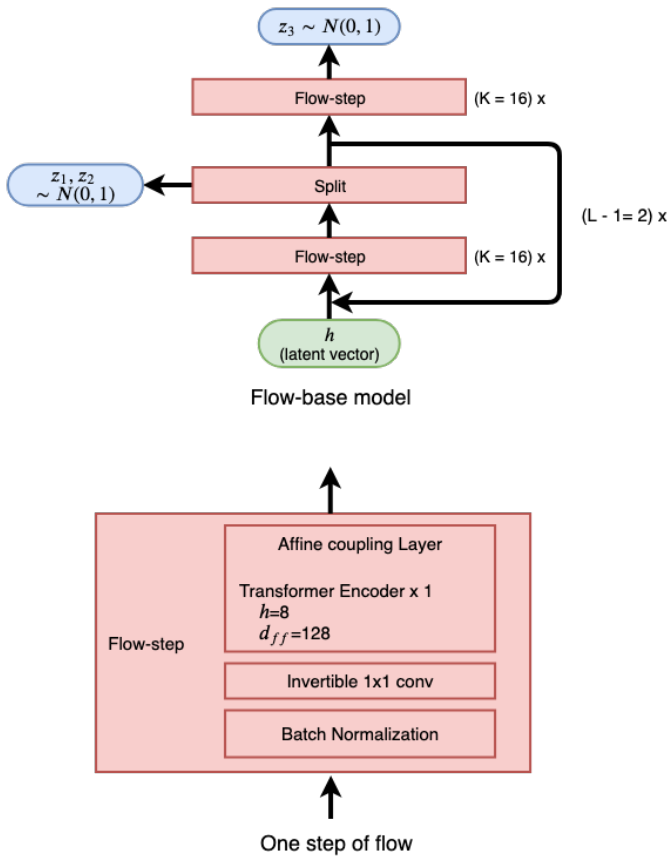 z₃ ∼ N(0, 1)
Flow-step
(K = 16) x
z₁, z₂
∼ N(0, 1)
Split
(L - 1= 2) x
Flow-step
(K = 16) x
h
(latent vector)
Flow-base model
Affine coupling Layer
Transformer Encoder x 1
h=8
d_ff=128
Flow-step
Invertible 1x1 conv
Batch Normalization
One step of flow